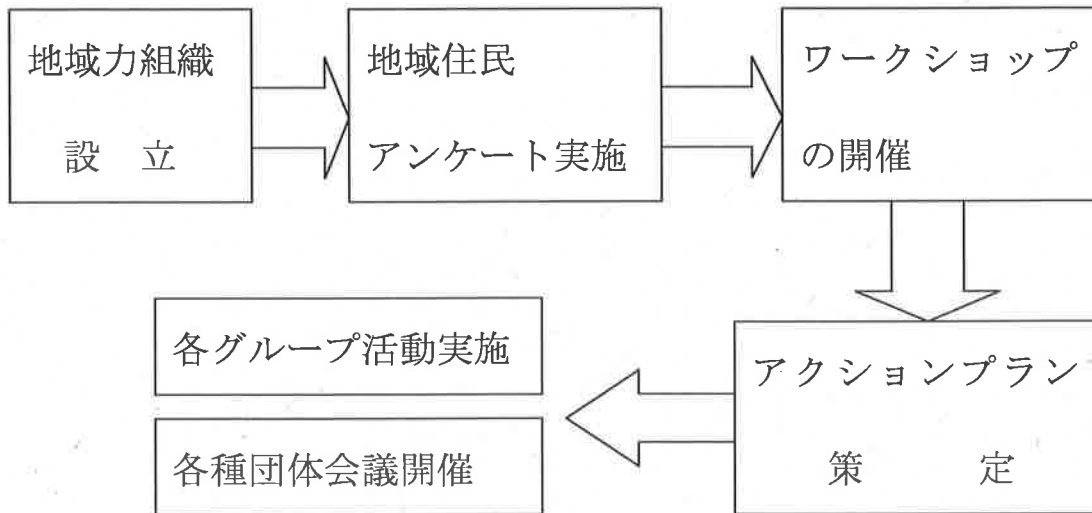 地域力組織
設 立
地域住民
アンケート実施
ワークショップ
の開催
アクションプラン
策 定
各グループ活動実施
各種団体会議開催